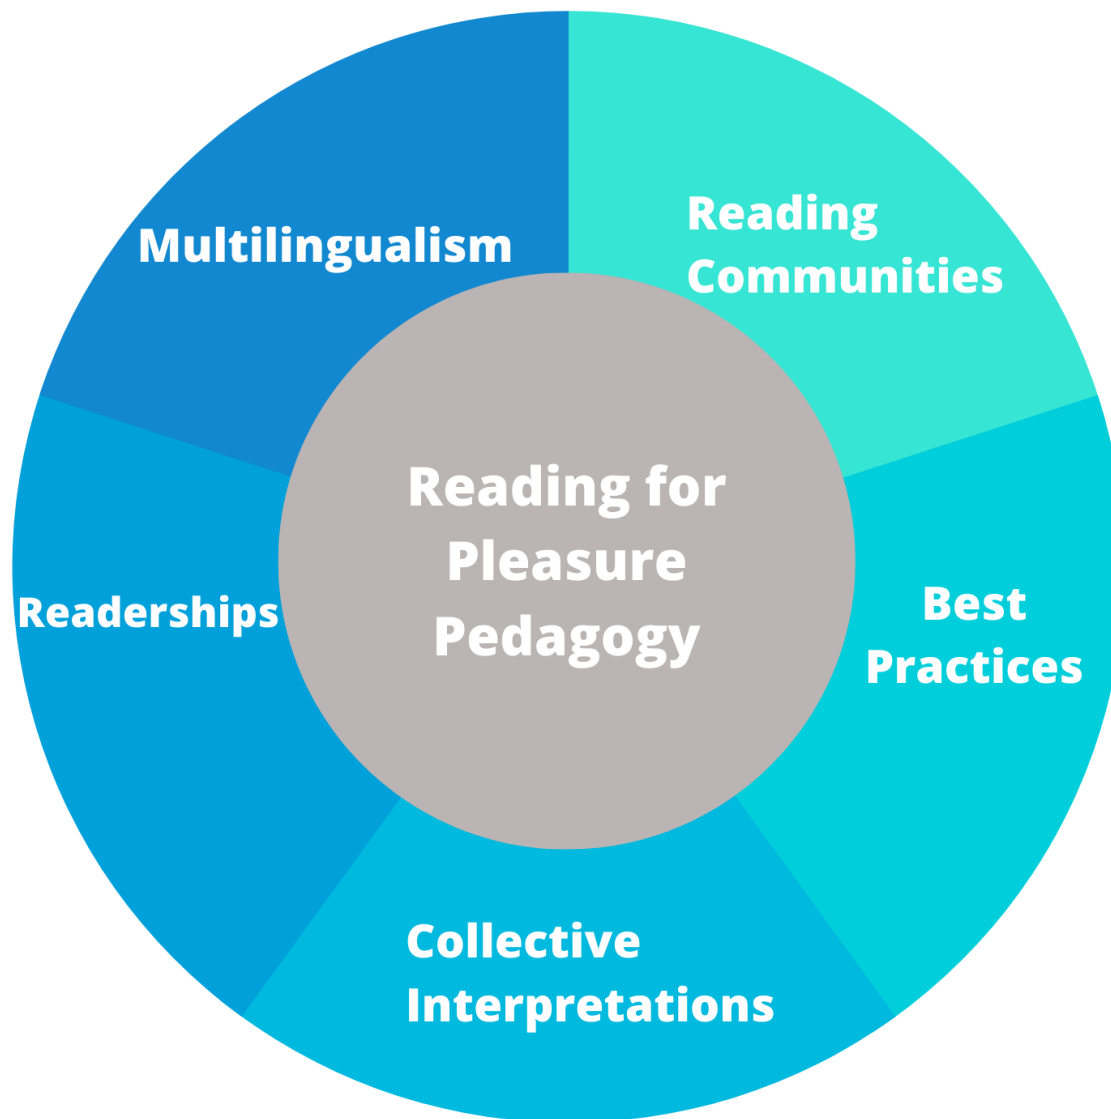 Multilingualism
Reading
Communities
Reading for
Pleasure
Pedagogy
Readerships
Best
Practices
Collective
Interpretations